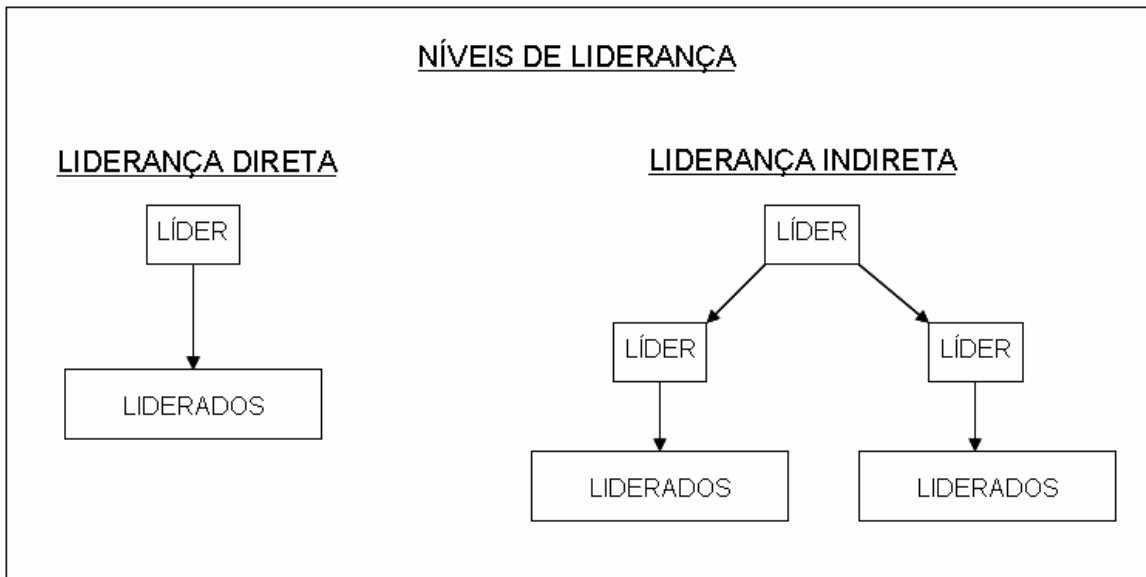 NÍVEIS DE LIDERANÇA
LIDERANÇA DIRETA
LÍDER
LIDERADOS
LIDERANÇA INDIRETA
LÍDER
LÍDER
LÍDER
LIDERADOS
LIDERADOS